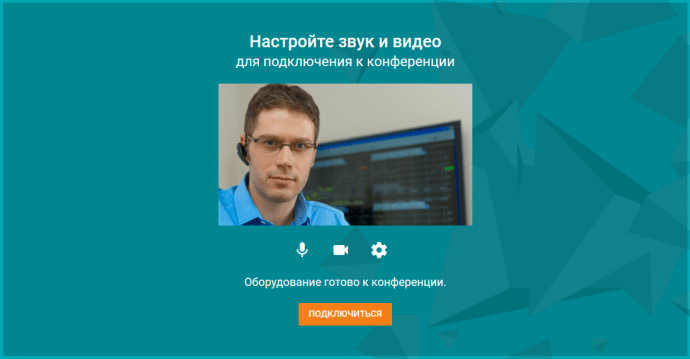 Настройте звук и видео
для подключения к конференции
Оборудование готово к конференции.
ПОДКЛЮЧИТЬСЯ